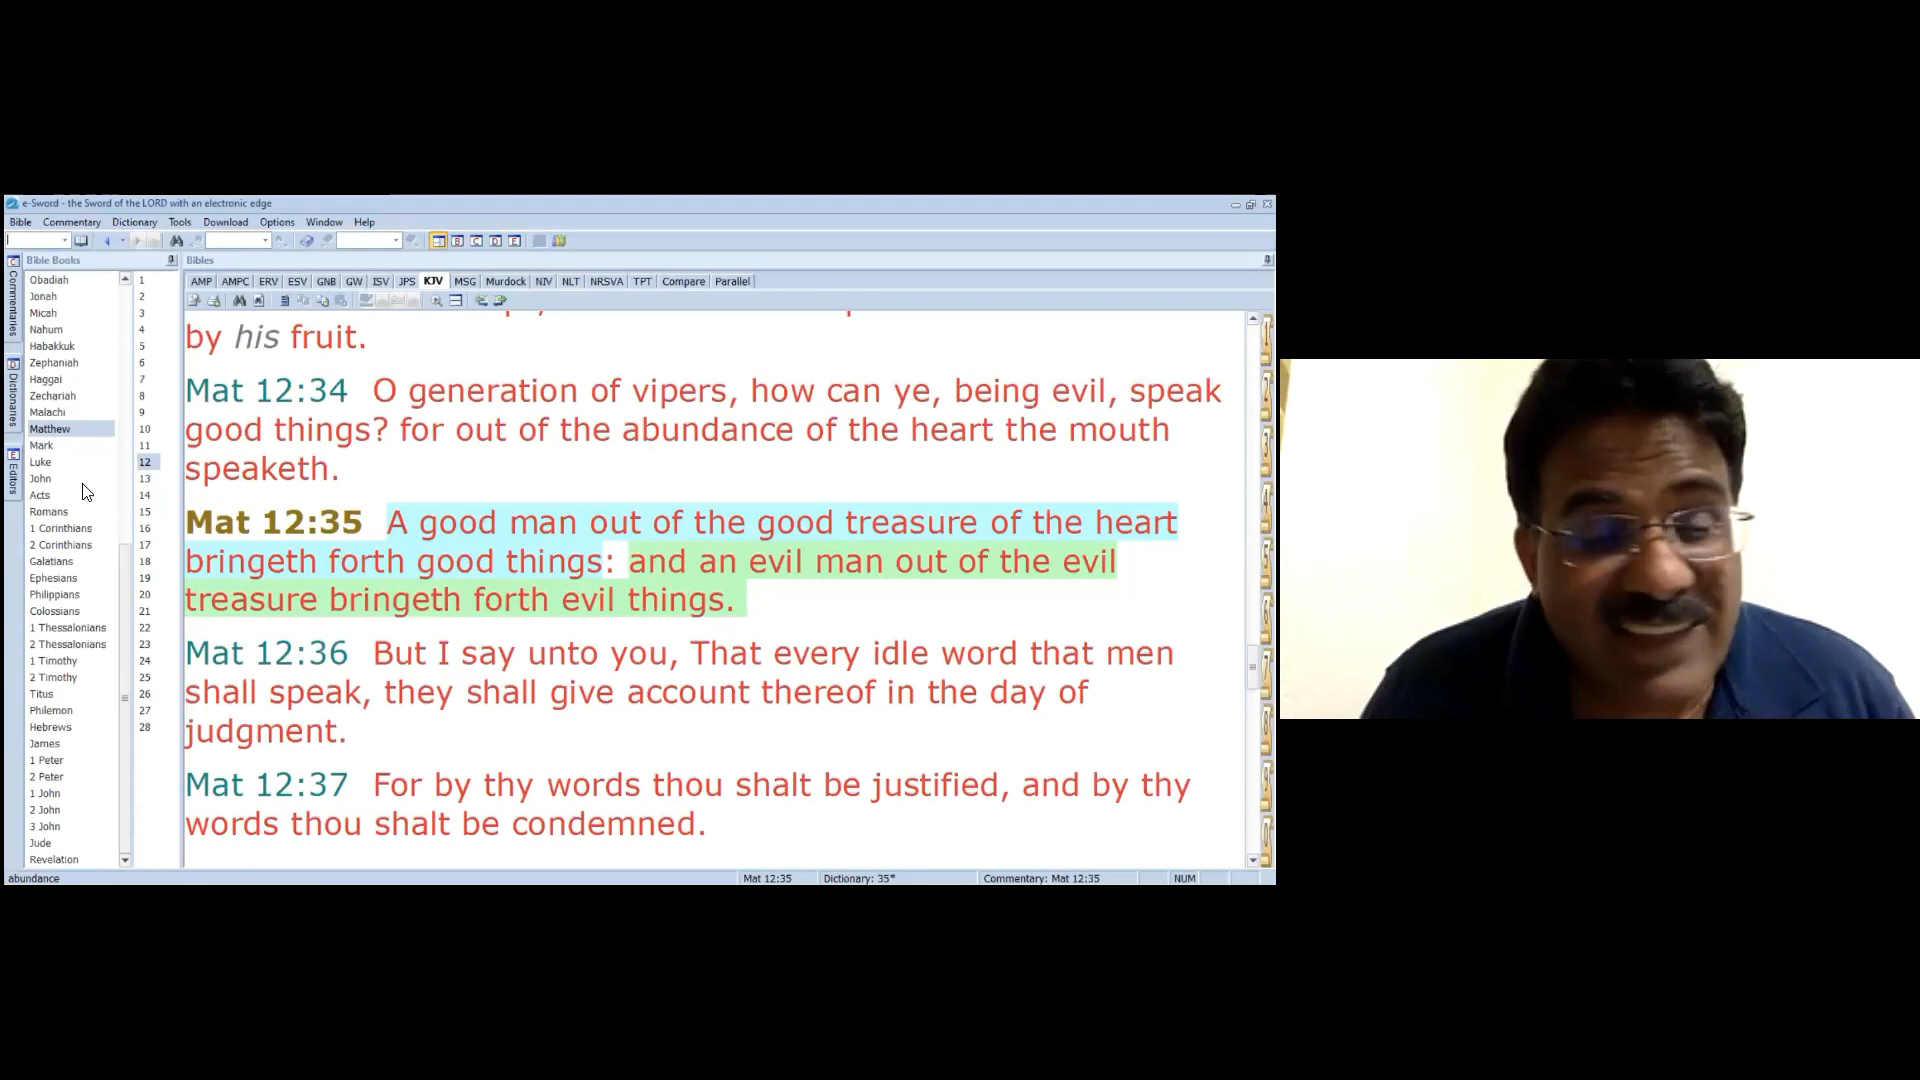 e-Sword - the Sword of the LORD with an electronic edge
Bible Commentary Dictionary Tools Download Options Window Help
B C D E
Bible Books
Bibles
Commentaries
Dictionaries
Editors
AMP AMPC ERV ESV GNB GW ISV JPS KJV MSG Murdock NIV NLT NRSVA TPT Compare Parallel
Obadiah
Jonah
Micah
Nahum
Habakkuk
Zephaniah
Haggai
Zechariah
Malachi
Matthew
Mark
Luke
John
Acts
Romans
1 Corinthians
2 Corinthians
Galatians
Ephesians
Philippians
Colossians
1 Thessalonians
2 Thessalonians
1 Timothy
2 Timothy
Titus
Philemon
Hebrews
James
1 Peter
2 Peter
1 John
2 John
3 John
Jude
Revelation
1
2
3
4
5
6
7
8
9
10
11
12
13
14
15
16
17
18
19
20
21
22
23
24
25
26
27
28
by his fruit.
Mat 12:34 O generation of vipers, how can ye, being evil, speak
good things? for out of the abundance of the heart the mouth
speaketh.
Mat 12:35 A good man out of the good treasure of the heart
bringeth forth good things: and an evil man out of the evil
treasure bringeth forth evil things.
Mat 12:36 But I say unto you, That every idle word that men
shall speak, they shall give account thereof in the day of
judgment.
Mat 12:37 For by thy words thou shalt be justified, and by thy
words thou shalt be condemned.
abundance
Mat 12:35
Dictionary: 35*
Commentary: Mat 12:35
NUM